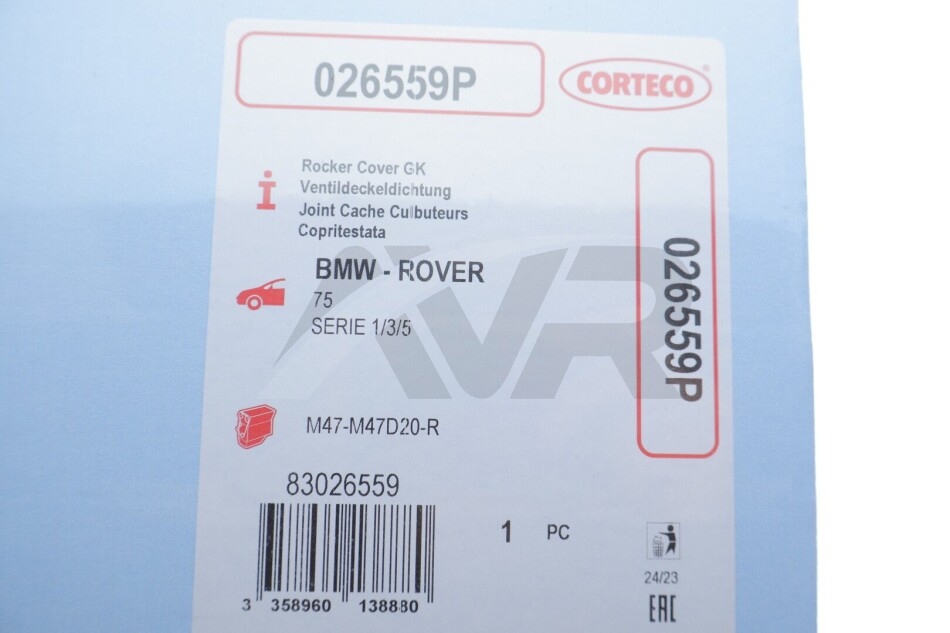 026559P
CORTECO®
Rocker Cover GK
Ventildeckeldichtung
Joint Cache Culbuteurs
Copritestata
BMW - ROVER
75
SERIE 1/3/5
026559P
M47-M47D20-R
83026559
1 PC
3 358960 138880
24/23
EAC
AVR